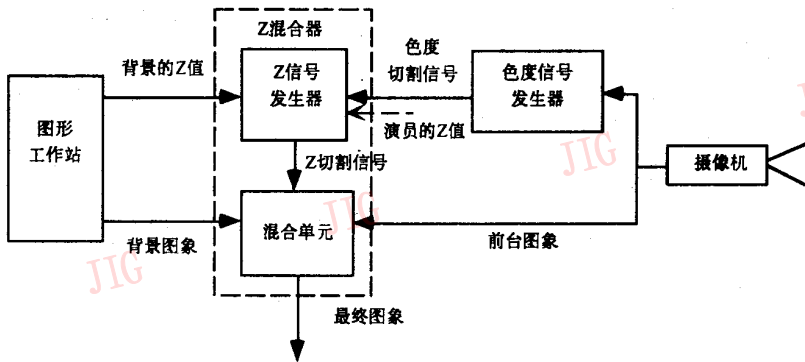 Z混合器
背景的Z值
Z信号
发生器
色度
切割信号
色度信号
发生器
演员的Z值
图形
工作站
Z切割信号
摄像机
混合单元
背景图象
前台图象
最终图象
JIG
JIG
JIG